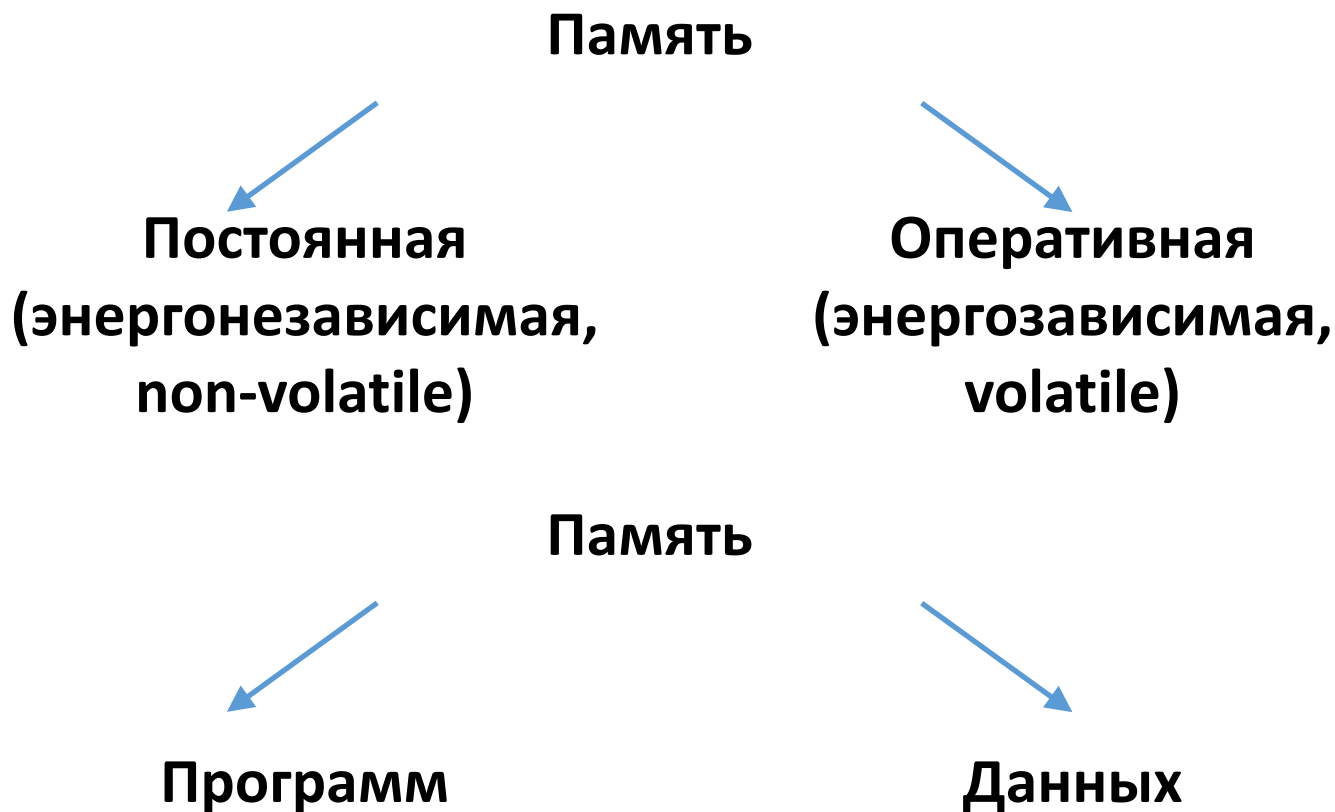 Память
Постоянная
(энергонезависимая,
non-volatile)
Оперативная
(энергозависимая,
volatile)
Память
Программ
Данных